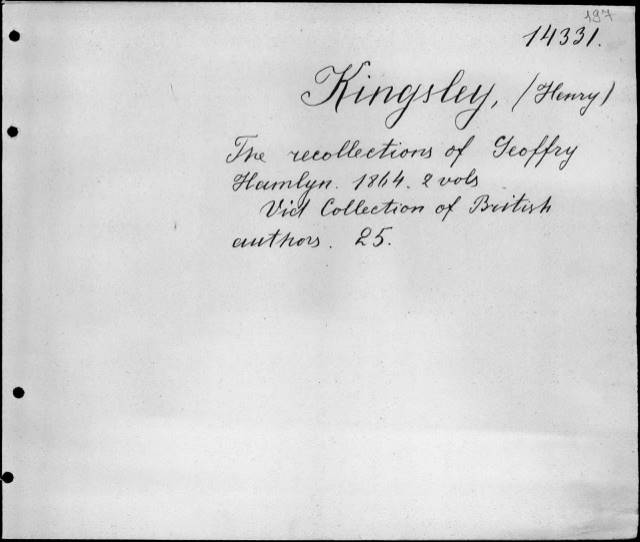 197
14331.
Kingsley, (Henry)
The recollections of Geoffry
Hamlyn. 1864. 2 vols
Vid Collection of British
authors. 25.